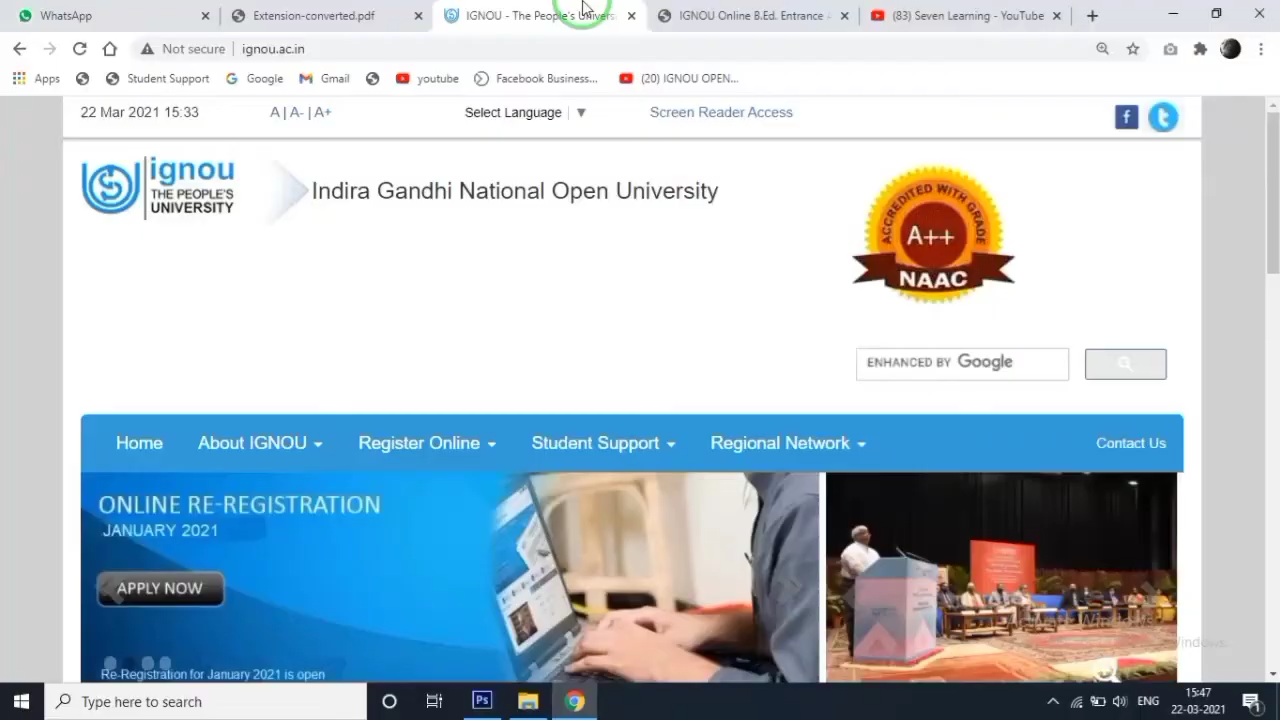 WhatsApp
Extension-converted.pdf
IGNOU - The People's Univers
IGNOU Online B.Ed. Entrance
(83) Seven Learning - YouTube
Not secure
ignou.ac.in
Apps
Student Support
Google
Gmail
youtube
Facebook Business...
(20) IGNOU OPEN...
22 Mar 2021 15:33
A | A- | A+
Select Language
Screen Reader Access
ignou
THE PEOPLE'S
UNIVERSITY
Indira Gandhi National Open University
ACCREDITED WITH GRADE
A++
NAAC
ENHANCED BY Google
Home
About IGNOU
Register Online
Student Support
Regional Network
Contact Us
ONLINE RE-REGISTRATION
JANUARY 2021
APPLY NOW
Re-Registration for January 2021 is open
Type here to search
Ps
ENG
15:47
22-03-2021
1